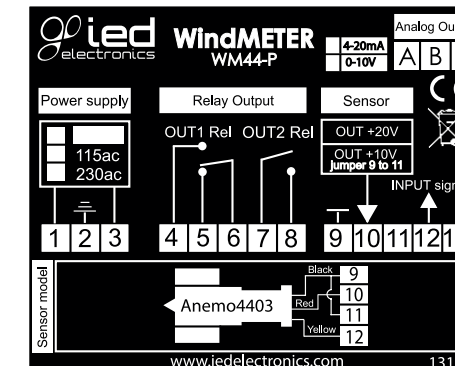 ied
electronics
WindMETER
WM44-P
4-20mA
0-10V
Analog Ou
A B
Power supply
Relay Output
Sensor
115ac
230ac
OUT1 Rel OUT2 Rel
OUT +20V
OUT +10V
jumper 9 to 11
INPUT sign
1 2 3 4 5 6 7 8 9 10 11 12 1
Sensor model
Anemo4403
Black 9
Red 10
11
Yellow 12
www.iedelectronics.com
131